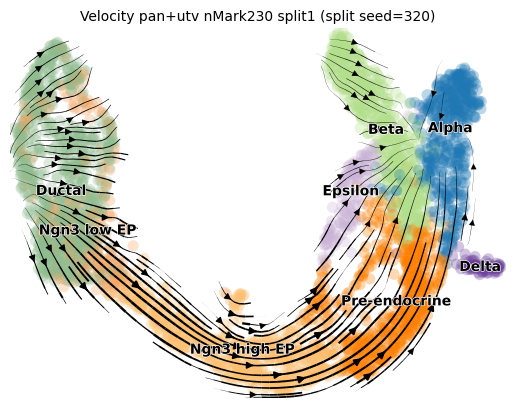 Velocity pan+utv nMark230 split1 (split seed=320)
Beta
Alpha
Ductal
Epsilon
Ngn3 low EP
Delta
Pre-endocrine
Ngn3 high EP